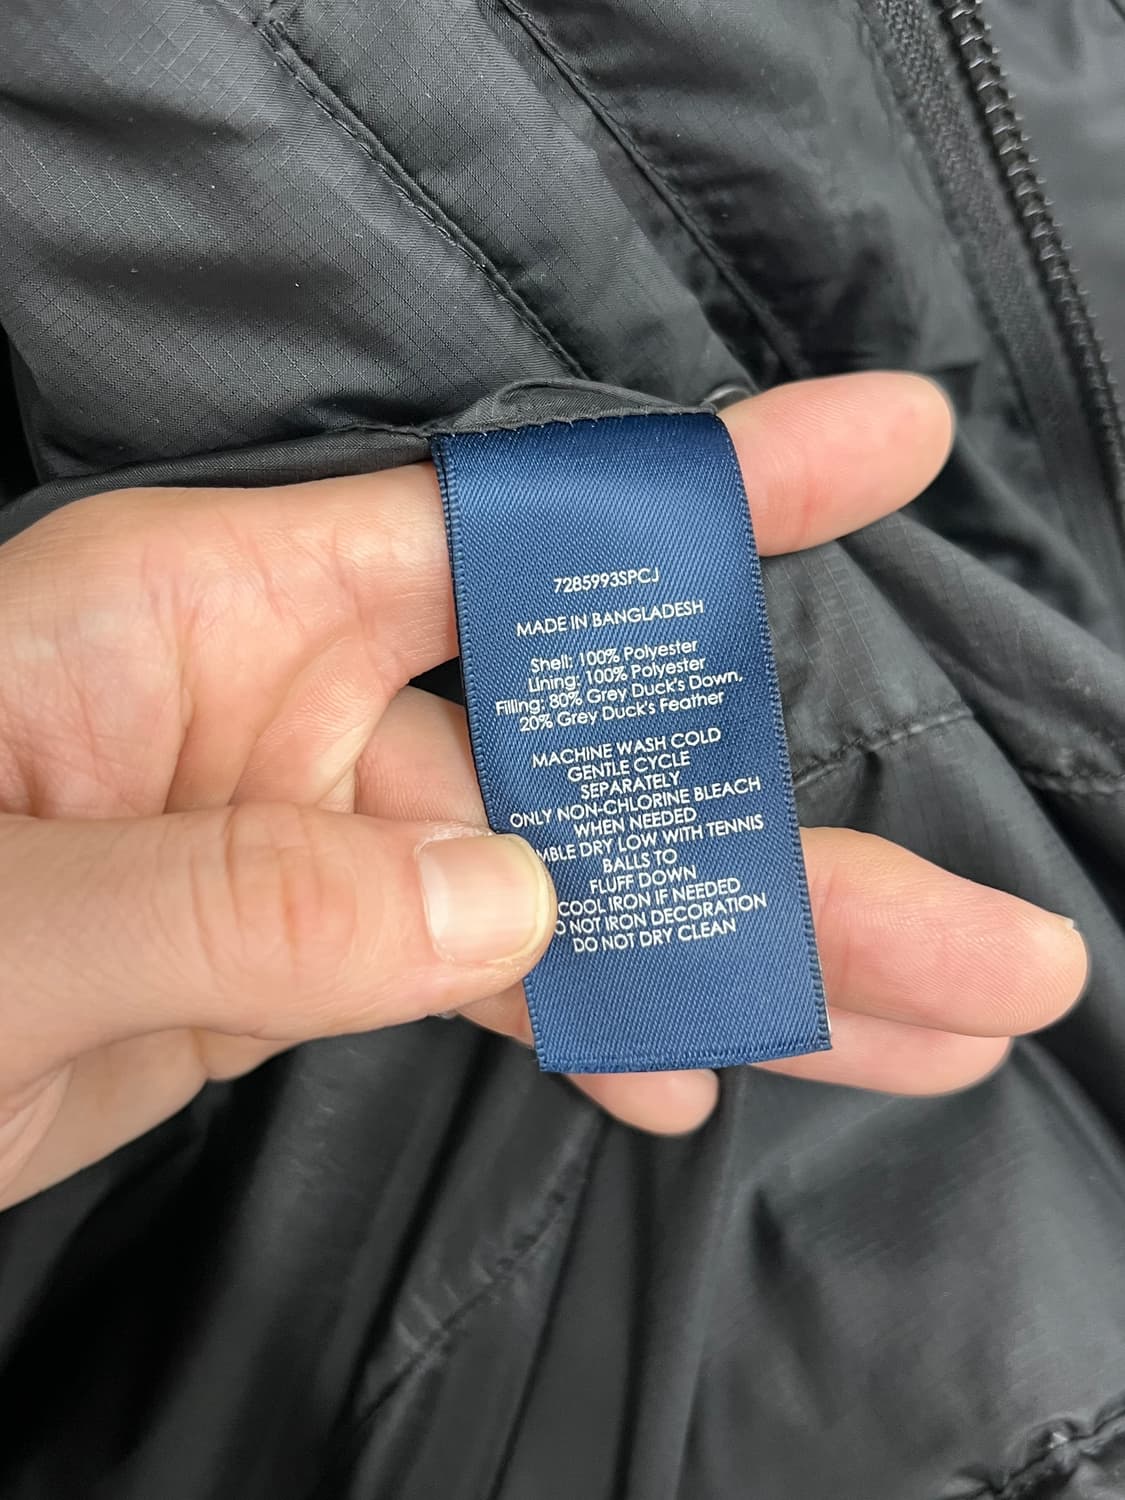 7285993SPCJ
MADE IN BANGLADESH
Shell: 100% Polyester
Lining: 100% Polyester
Filling: 80% Grey Duck's Down.
20% Grey Duck's Feather
MACHINE WASH COLD
GENTLE CYCLE
SEPARATELY
ONLY NON-CHLORINE BLEACH
WHEN NEEDED
MBLE DRY LOW WITH TENNIS
BALLS TO
FLUFF DOWN
COOL IRON IF NEEDED
O NOT IRON DECORATION
DO NOT DRY CLEAN